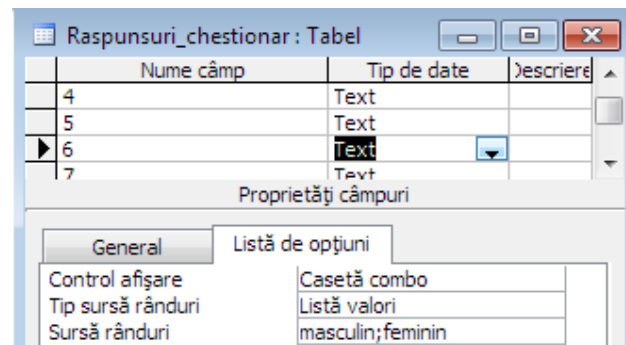 Raspunsuri_chestionar : Tabel
Nume câmp Tip de date Descriere
4 Text
5 Text
6 Text
7 Text
Proprietăţi câmpuri
General Listă de opţiuni
Control afişare Casetă combo
Tip sursă rânduri Listă valori
Sursă rânduri masculin;feminin